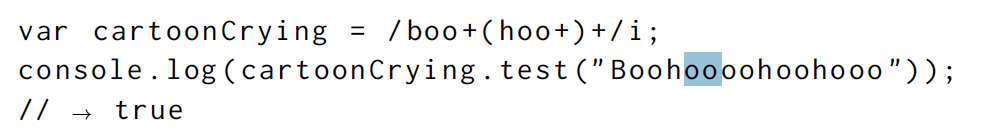 var cartoonCrying = /boo+(hoo+)+/i;
console.log(cartoonCrying.test("Boohoooohoohooo"));
// → true